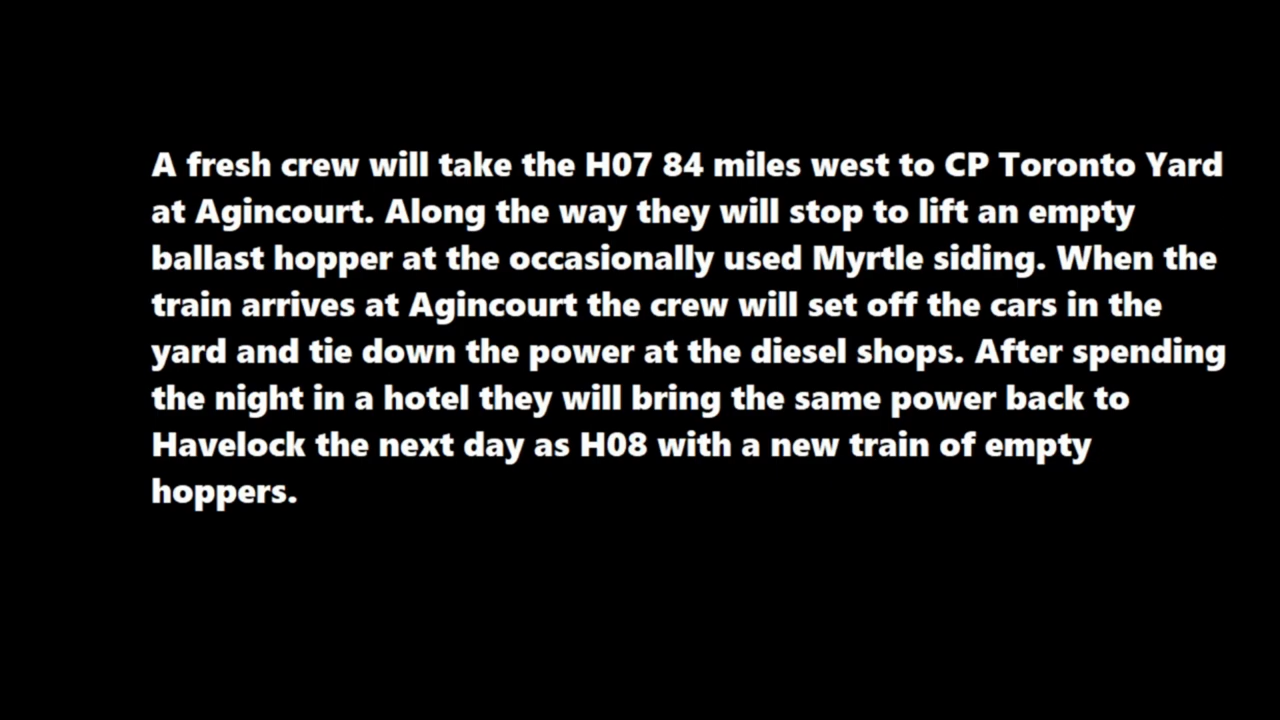 A fresh crew will take the H07 84 miles west to CP Toronto Yard
at Agincourt. Along the way they will stop to lift an empty
ballast hopper at the occasionally used Myrtle siding. When the
train arrives at Agincourt the crew will set off the cars in the
yard and tie down the power at the diesel shops. After spending
the night in a hotel they will bring the same power back to
Havelock the next day as H08 with a new train of empty
hoppers.